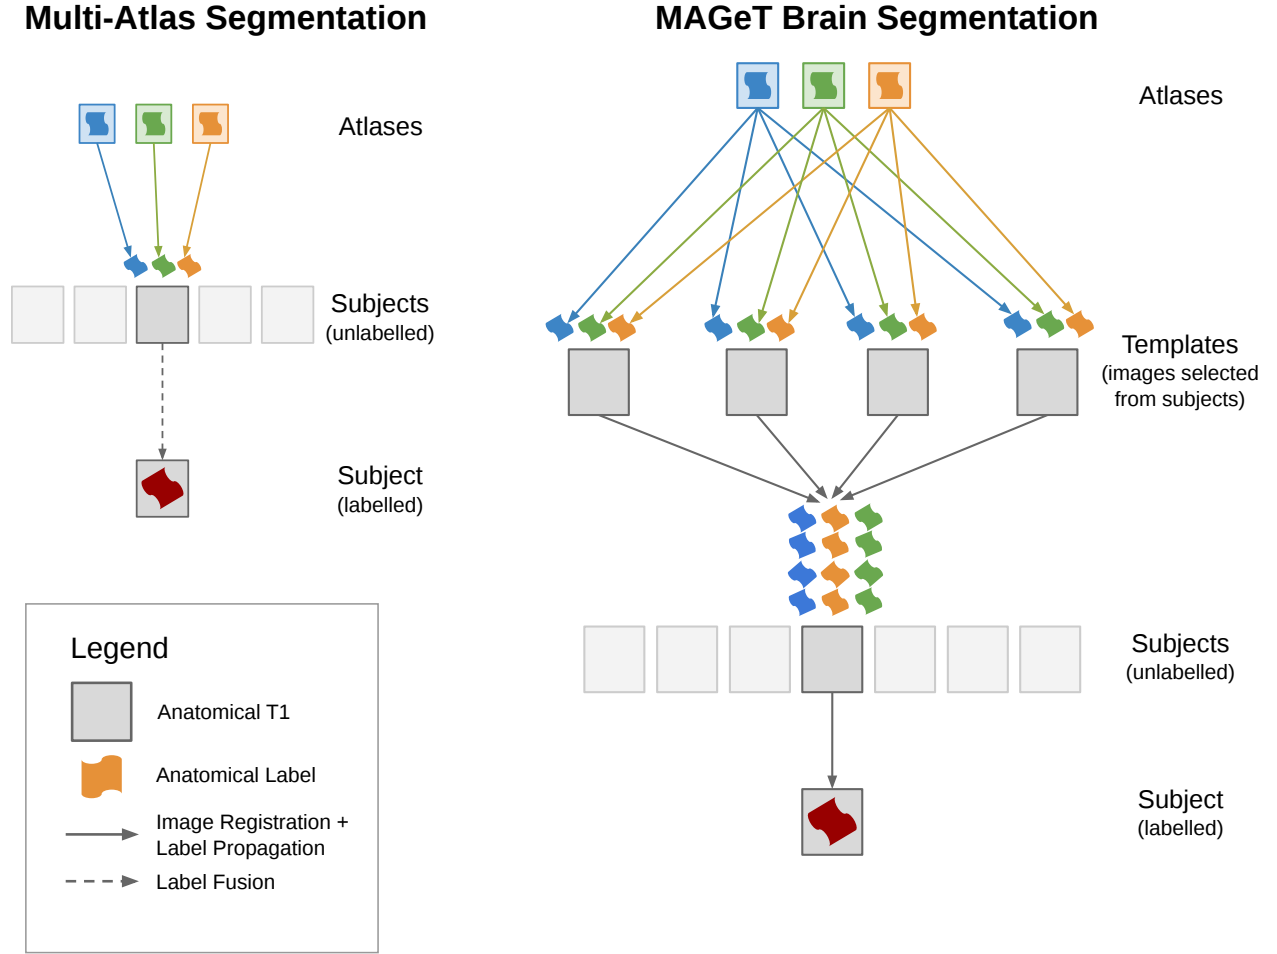 Multi-Atlas Segmentation
Atlases
Subjects
(unlabelled)
Subject
(labelled)
Legend
Anatomical T1
Anatomical Label
Image Registration +
Label Propagation
Label Fusion
MAGeT Brain Segmentation
Atlases
Templates
(images selected
from subjects)
Subjects
(unlabelled)
Subject
(labelled)